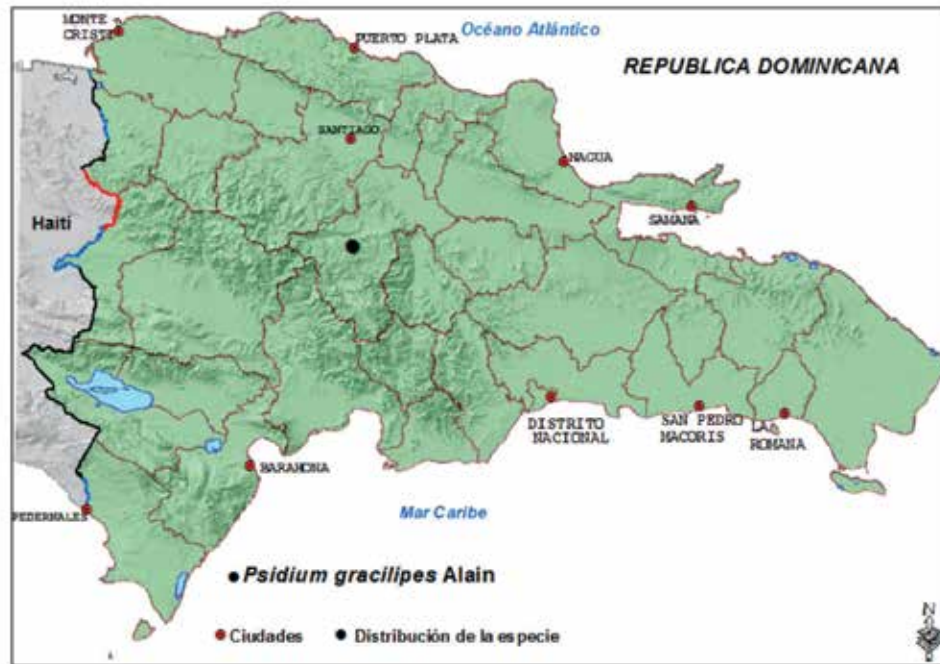 MONTE
CRISTI
PUERTO PLATA
Océano Atlántico
REPUBLICA DOMINICANA
SANTIAGO
NAGUA
SAMANA
Haití
DISTRITO
NACIONAL
SAN PEDRO
MACORIS
LA
ROMANA
BARAHONA
PEDERNALES
Mar Caribe
Psidium gracilipes Alain
Ciudades
Distribución de la especie
N